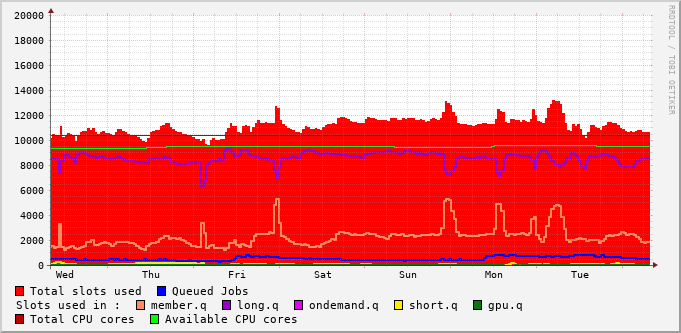 20000
18000
16000
14000
12000
10000
8000
6000
4000
2000
0
Wed Thu Fri Sat Sun Mon Tue
RRDTOOL / TOBI OETIKER
Total slots used Queued Jobs
Slots used in : member.q long.q ondemand.q short.q gpu.q
Total CPU cores Available CPU cores